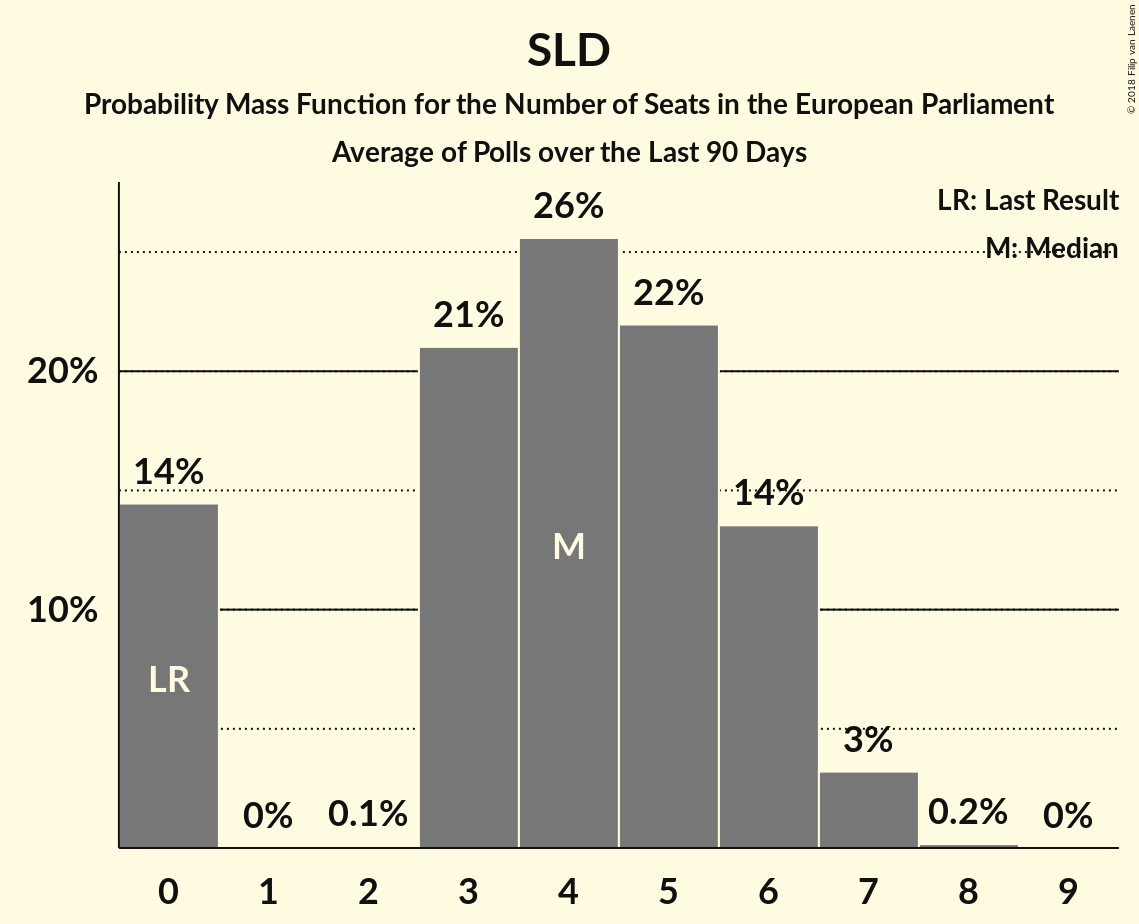 © 2018 Filip van Laenen
SLD
Probability Mass Function for the Number of Seats in the European Parliament
Average of Polls over the Last 90 Days
LR: Last Result
M: Median
26%
22%
21%
20%
14%
14%
M
10%
LR
3%
0% 0.1% 0.2% 0%
0 1 2 3 4 5 6 7 8 9